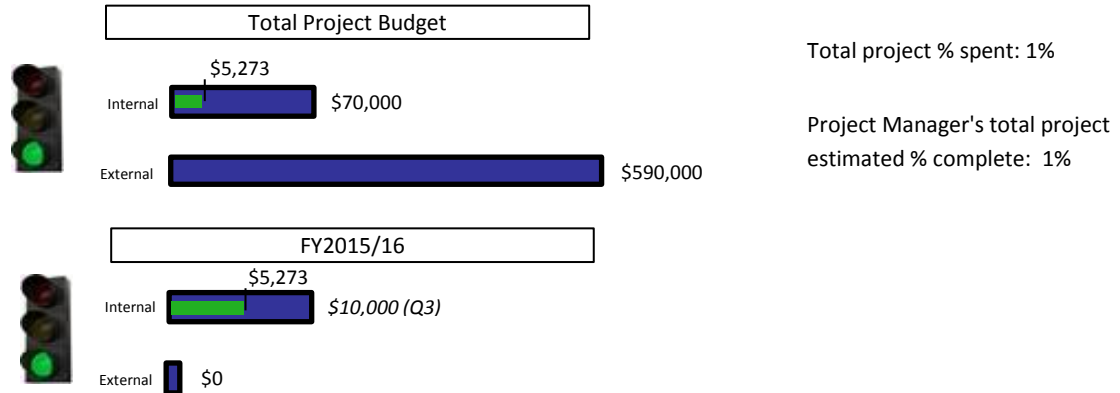 Total Project Budget
$5,273
Internal
$70,000
External
$590,000
Total project % spent: 1%
Project Manager's total project
estimated % complete: 1%
FY2015/16
$5,273
Internal
$10,000 (Q3)
External
$0